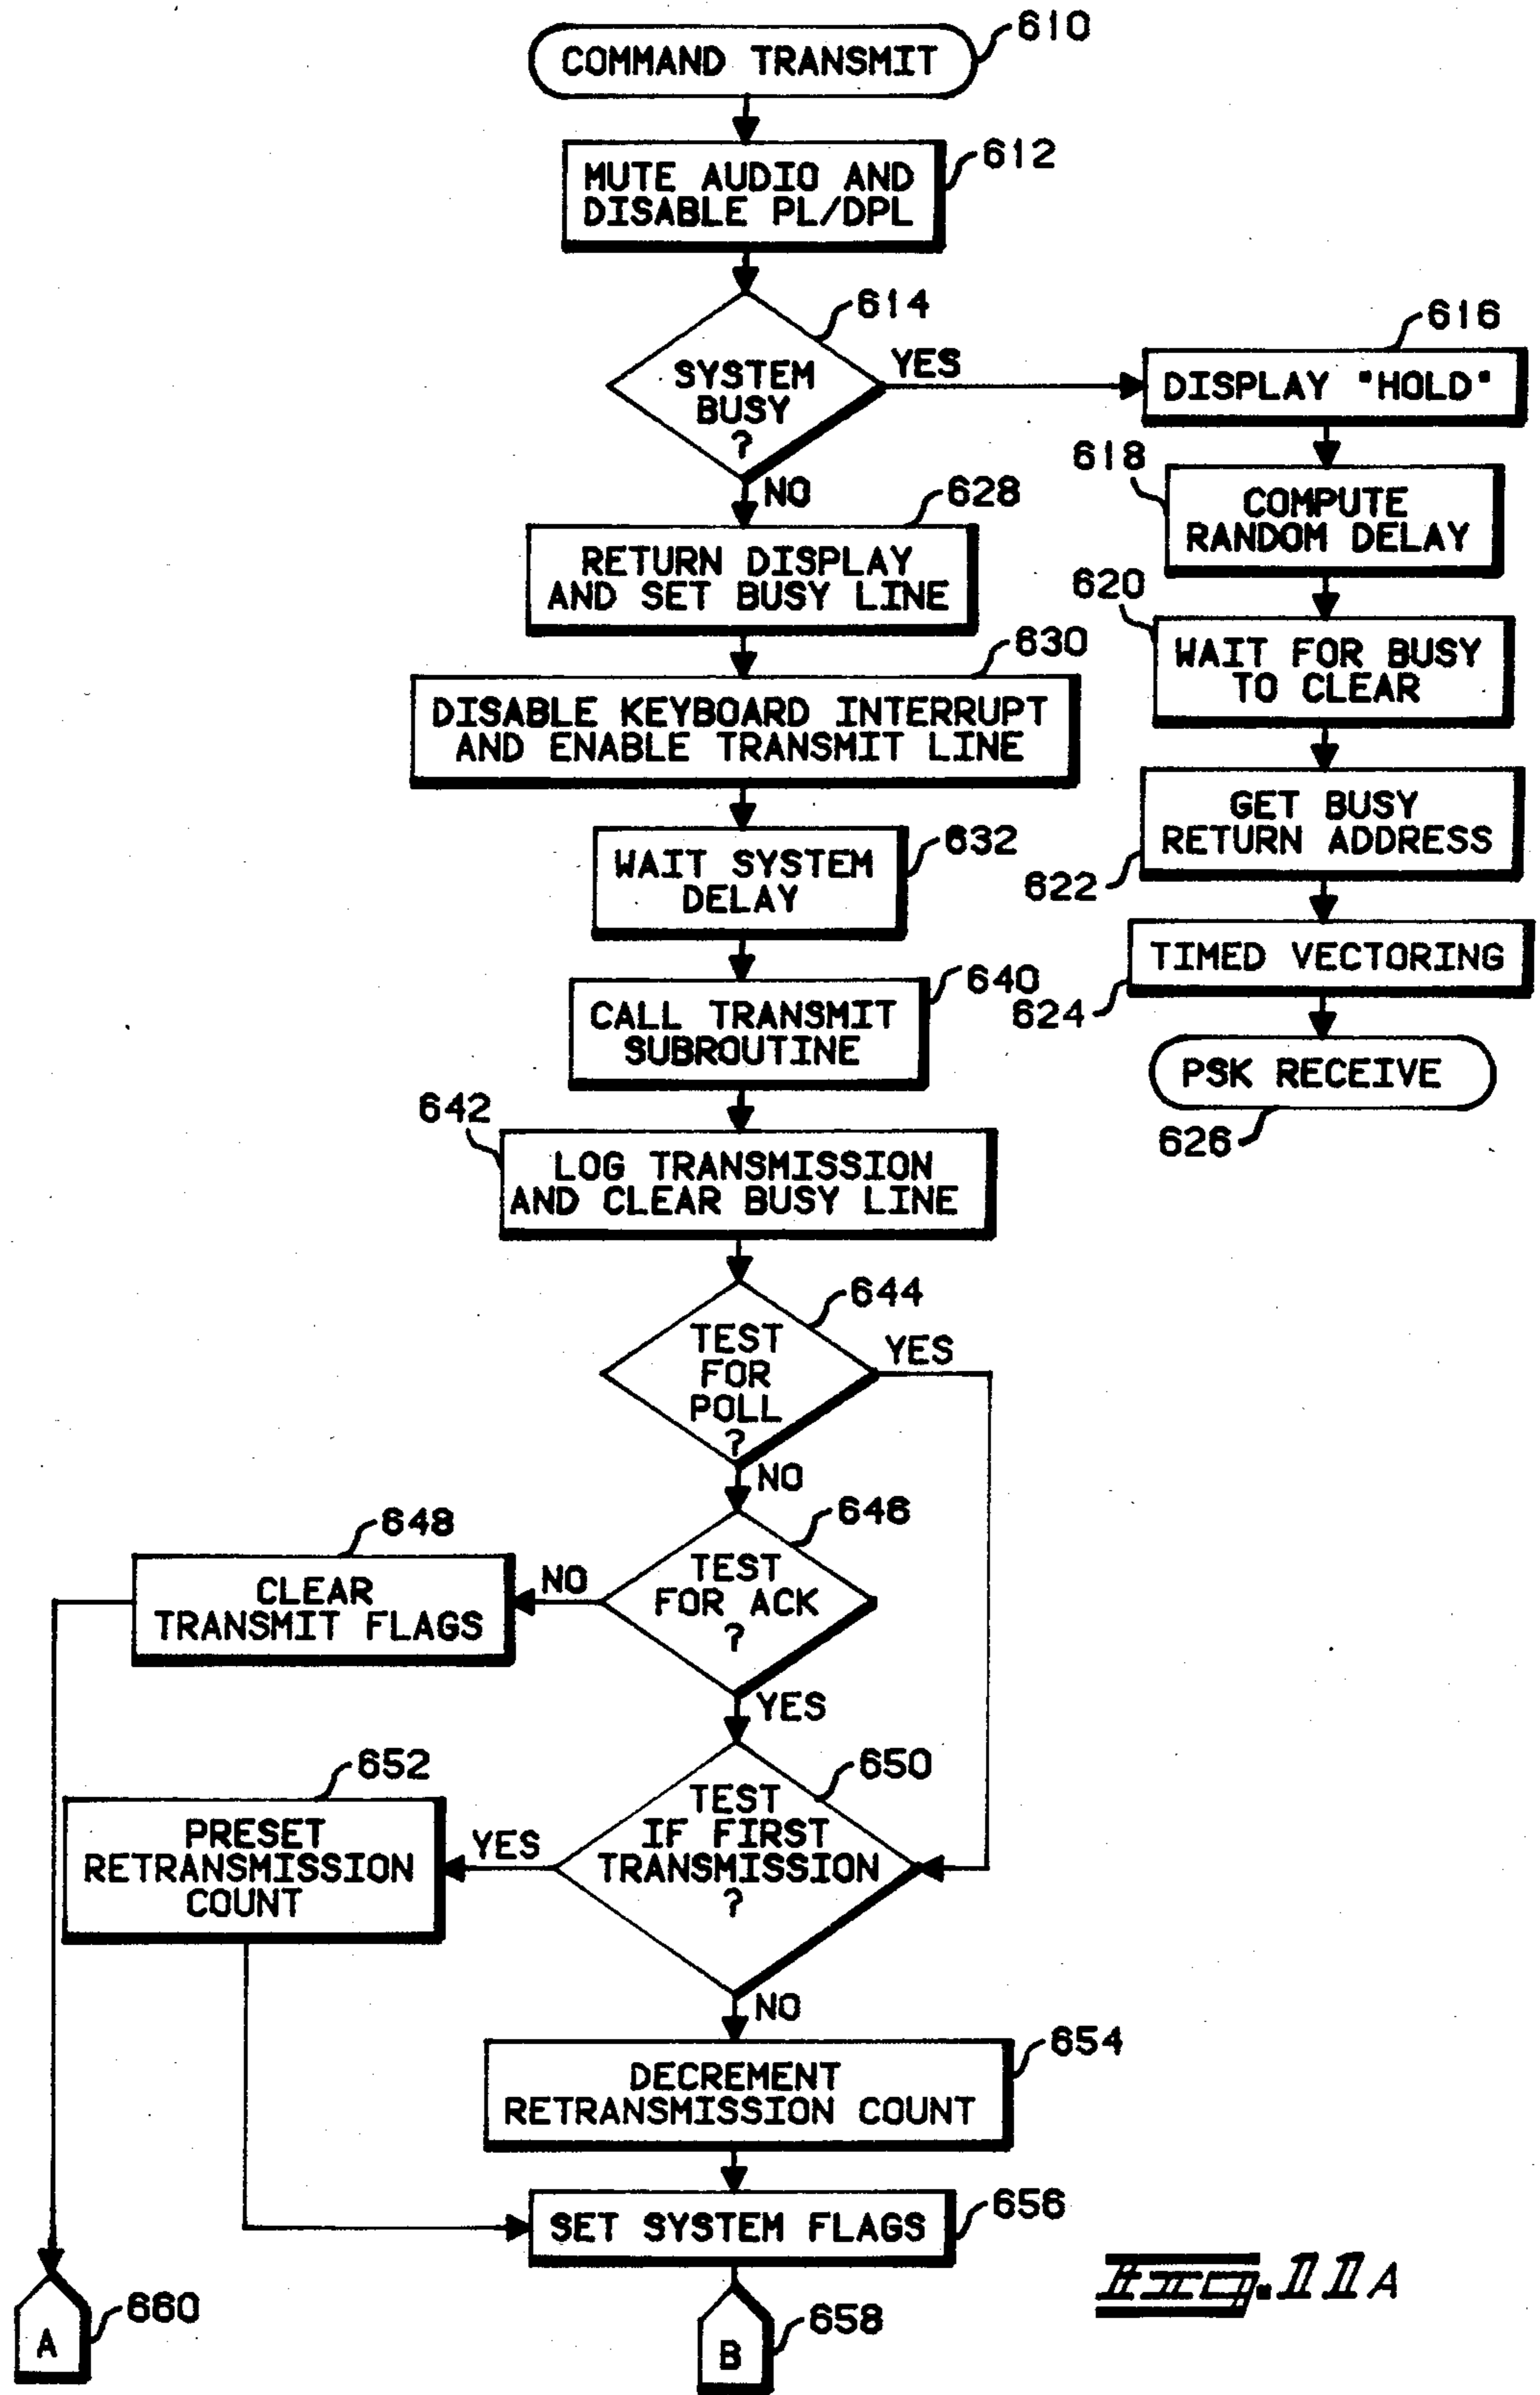 COMMAND TRANSMIT
610
MUTE AUDIO AND
DISABLE PL/DPL
612
614
SYSTEM
BUSY
?
YES
NO
616
DISPLAY "HOLD"
618
COMPUTE
RANDOM DELAY
620
WAIT FOR BUSY
TO CLEAR
GET BUSY
RETURN ADDRESS
622
TIMED VECTORING
624
PSK RECEIVE
626
628
RETURN DISPLAY
AND SET BUSY LINE
630
DISABLE KEYBOARD INTERRUPT
AND ENABLE TRANSMIT LINE
632
WAIT SYSTEM
DELAY
640
CALL TRANSMIT
SUBROUTINE
642
LOG TRANSMISSION
AND CLEAR BUSY LINE
644
TEST
FOR
POLL
?
YES
NO
646
TEST
FOR ACK
?
NO
YES
648
CLEAR
TRANSMIT FLAGS
650
TEST
IF FIRST
TRANSMISSION
?
YES
NO
652
PRESET
RETRANSMISSION
COUNT
654
DECREMENT
RETRANSMISSION COUNT
656
SET SYSTEM FLAGS
A
660
B
658
Fig. 11A